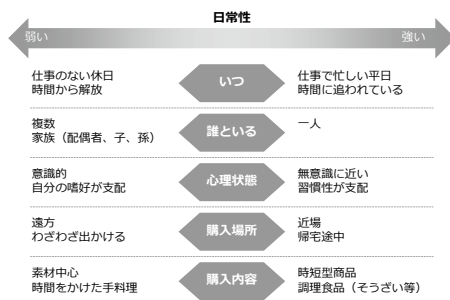 日常性
弱い
強い
仕事のない休日
時間から解放
いつ
仕事で忙しい平日
時間に追われている
複数
家族（配偶者、子、孫）
誰といる
一人
意識的
自分の嗜好が支配
心理状態
無意識に近い
習慣性が支配
遠方
わざわざ出かける
購入場所
近場
帰宅途中
素材中心
時間をかけた手料理
購入内容
時短型商品
調理食品（そうざい等）